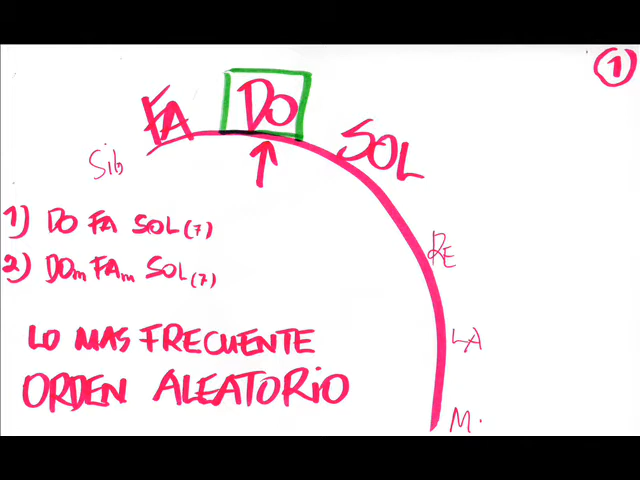 1
FA DO SOL
Sib
1) DO FA SOL(7)
RE
2) DOm FAm SOL(7)
LO MAS FRECUENTE
LA
ORDEN ALEATORIO
M.